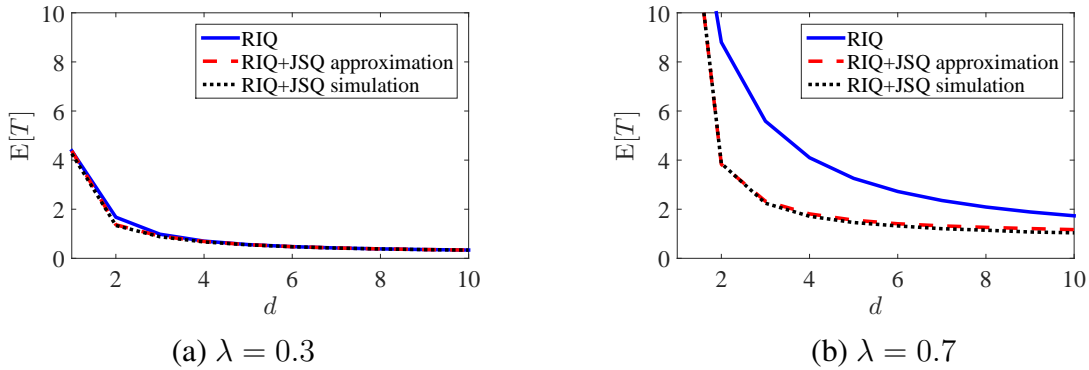 10
8
6
4
2
0
2 4 6 8 10
E[T]
d
RIQ
RIQ+JSQ approximation
RIQ+JSQ simulation
(a) λ = 0.3
10
8
6
4
2
0
2 4 6 8 10
E[T]
d
RIQ
RIQ+JSQ approximation
RIQ+JSQ simulation
(b) λ = 0.7